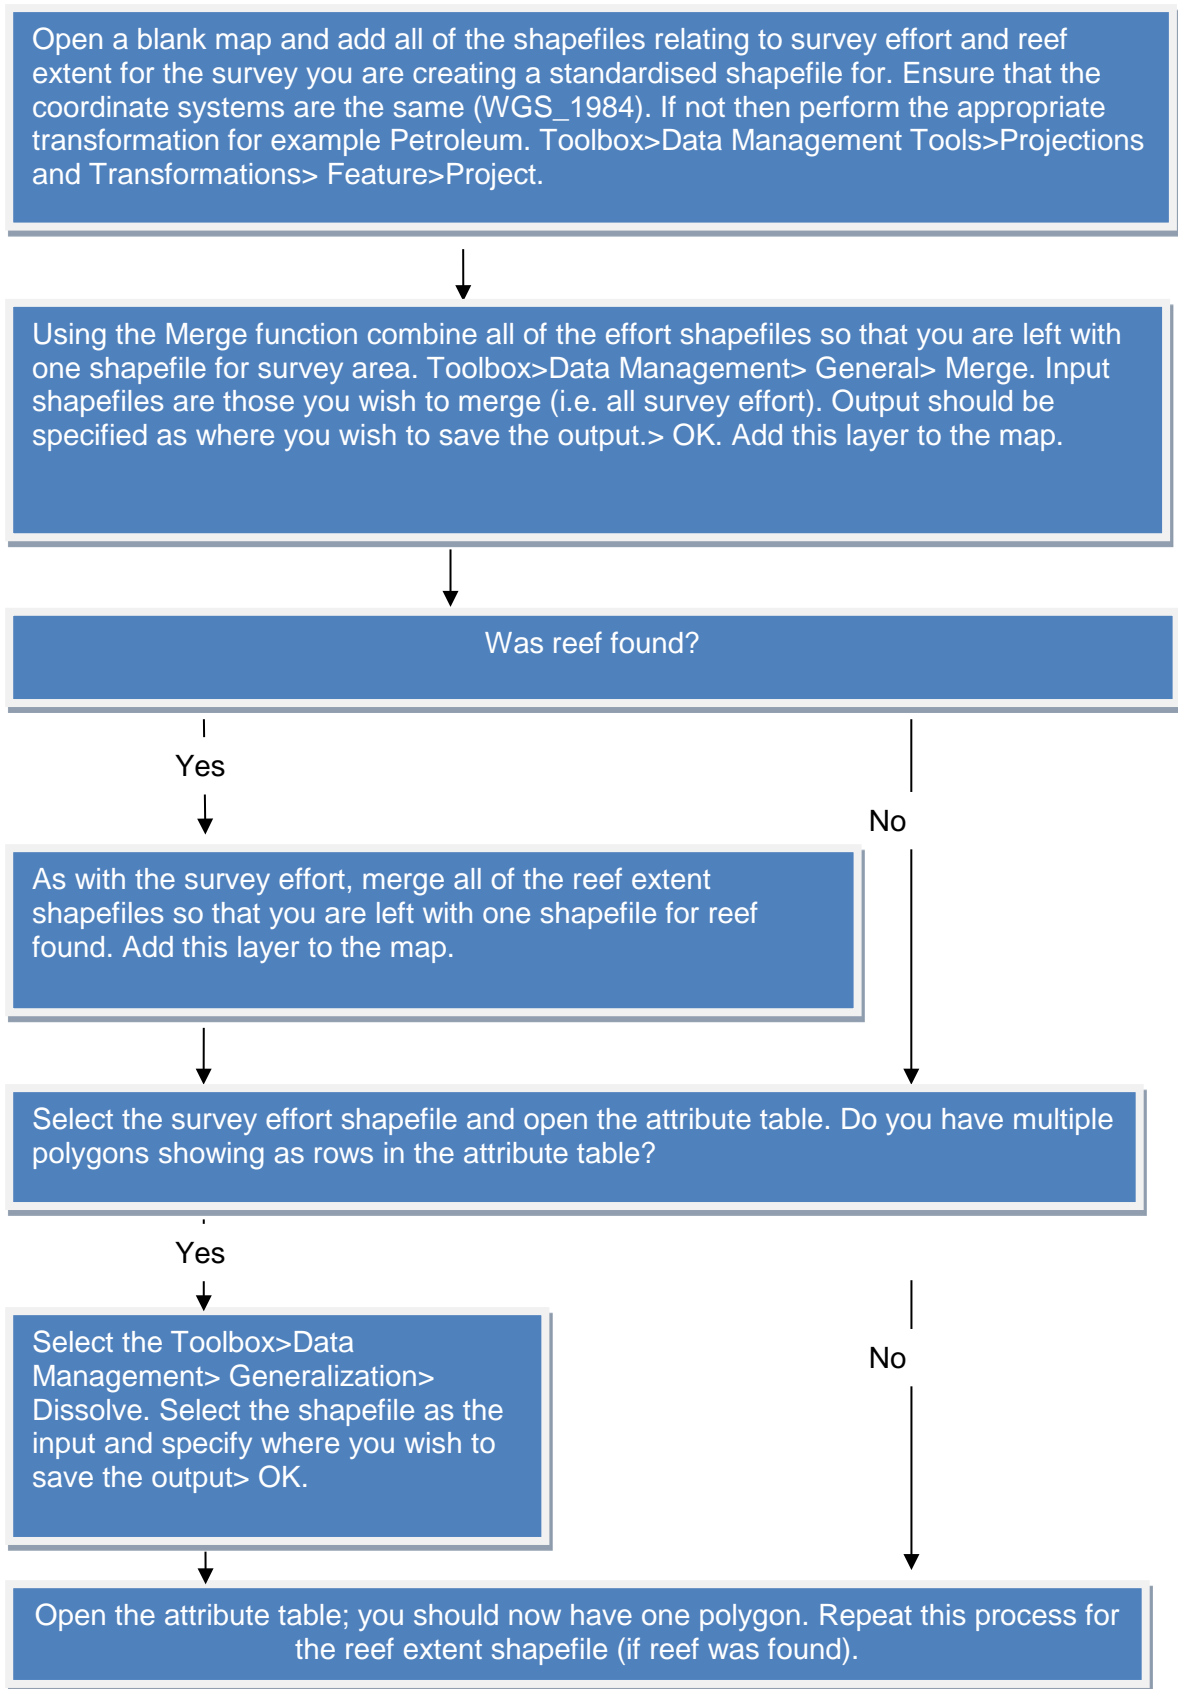 Open a blank map and add all of the shapefiles relating to survey effort and reef
extent for the survey you are creating a standardised shapefile for. Ensure that the
coordinate systems are the same (WGS_1984). If not then perform the appropriate
transformation for example Petroleum. Toolbox>Data Management Tools>Projections
and Transformations> Feature>Project.
Using the Merge function combine all of the effort shapefiles so that you are left with
one shapefile for survey area. Toolbox>Data Management> General> Merge. Input
shapefiles are those you wish to merge (i.e. all survey effort). Output should be
specified as where you wish to save the output.> OK. Add this layer to the map.
Was reef found?
Yes
No
As with the survey effort, merge all of the reef extent
shapefiles so that you are left with one shapefile for reef
found. Add this layer to the map.
Select the survey effort shapefile and open the attribute table. Do you have multiple
polygons showing as rows in the attribute table?
Yes
No
Select the Toolbox>Data
Management> Generalization>
Dissolve. Select the shapefile as the
input and specify where you wish to
save the output> OK.
Open the attribute table; you should now have one polygon. Repeat this process for
the reef extent shapefile (if reef was found).